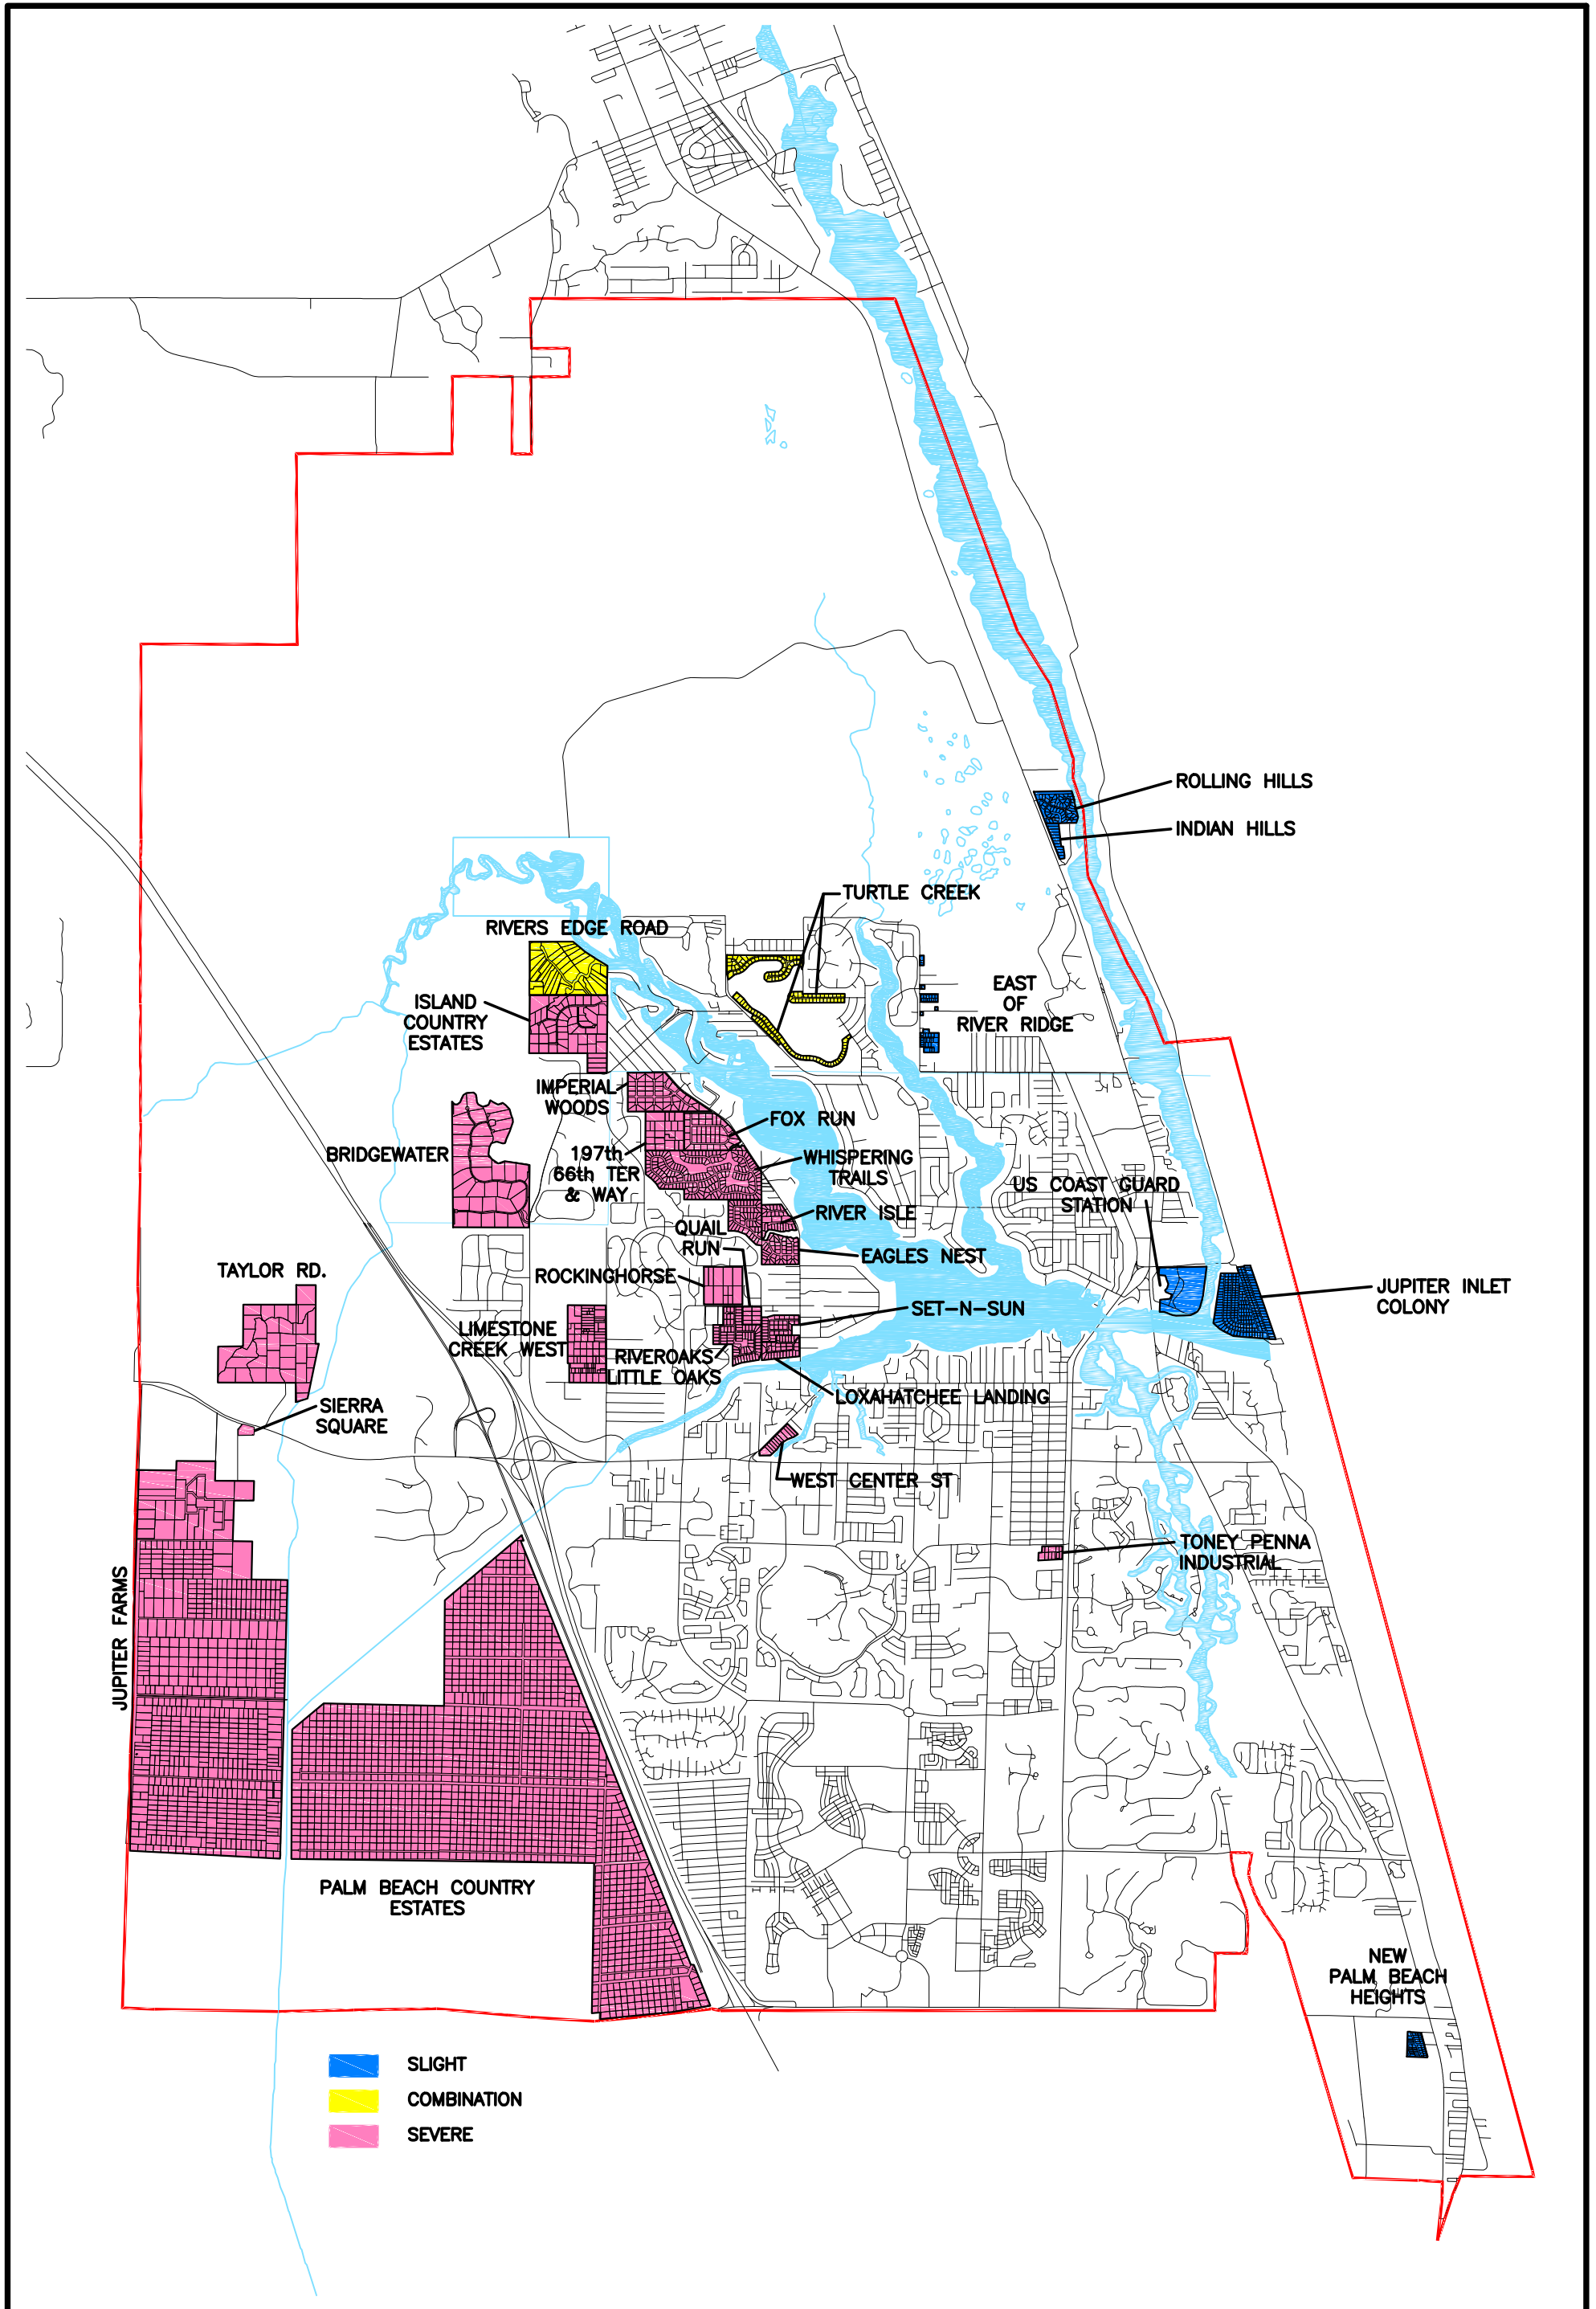 ROLLING HILLS
INDIAN HILLS
TURTLE CREEK
RIVERS EDGE ROAD
ISLAND
COUNTRY
ESTATES
EAST
OF
RIVER RIDGE
IMPERIAL
WOODS
FOX RUN
BRIDGEWATER
197th
66th TER
& WAY
WHISPERING
TRAILS
US COAST GUARD
STATION
RIVER ISLE
QUAIL
RUN
EAGLES NEST
TAYLOR RD.
ROCKINGHORSE
JUPITER INLET
COLONY
SET-N-SUN
LIMESTONE
CREEK WEST
RIVEROAKS
LITTLE OAKS
LOXAHATCHEE LANDING
SIERRA
SQUARE
WEST CENTER ST
TONEY PENNA
INDUSTRIAL
JUPITER FARMS
PALM BEACH COUNTRY
ESTATES
NEW
PALM BEACH
HEIGHTS
SLIGHT
COMBINATION
SEVERE